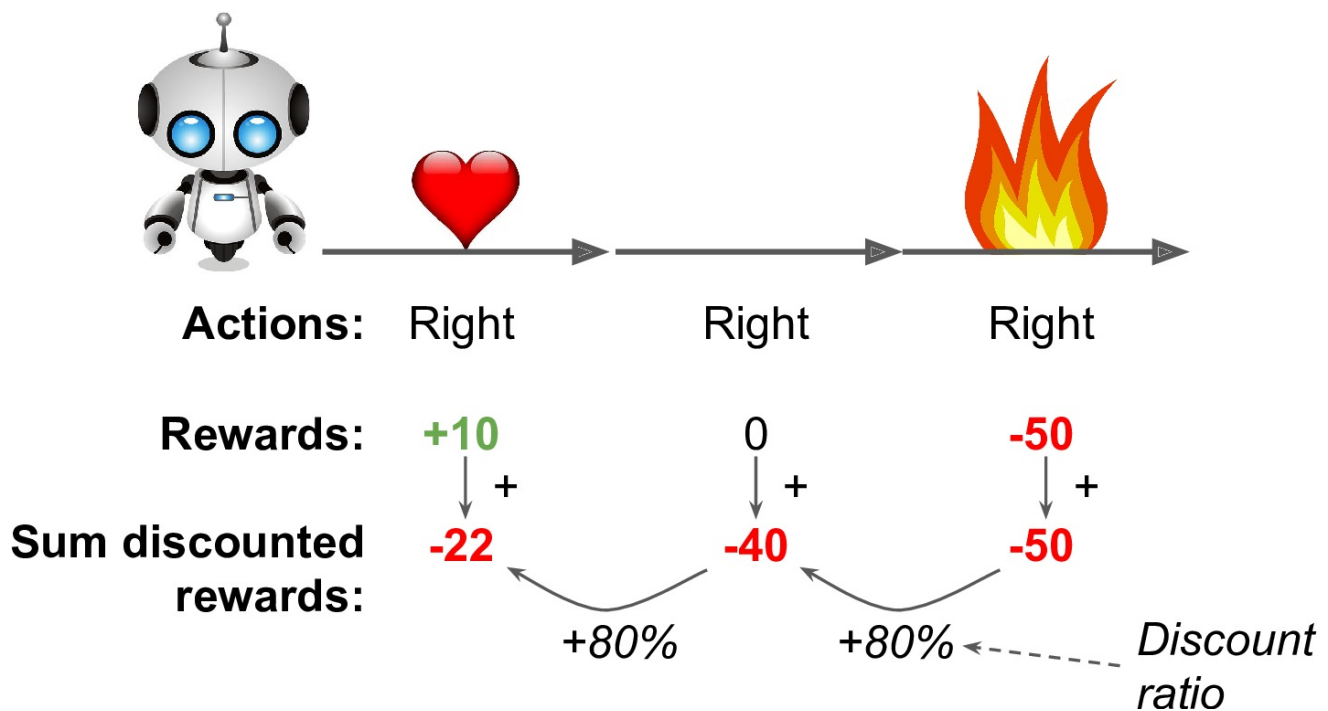 Actions: Right Right Right
Rewards: +10 0 -50
+ + +
Sum discounted -22 -40 -50
rewards:
+80% +80% Discount
ratio